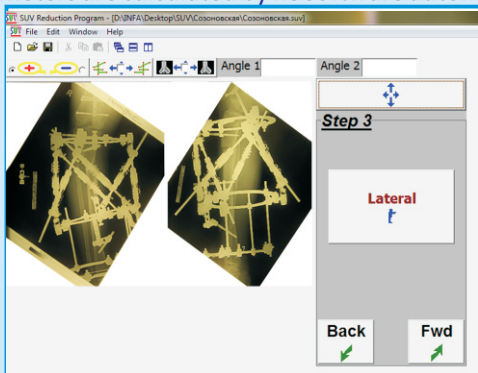 SUV Reduction Program - [D:\INFA\Desktop\SUV\Созоновская\Созоновская.suv]
File Edit Window Help
Angle 1
Angle 2
Step 3
Lateral
t
Back
Fwd